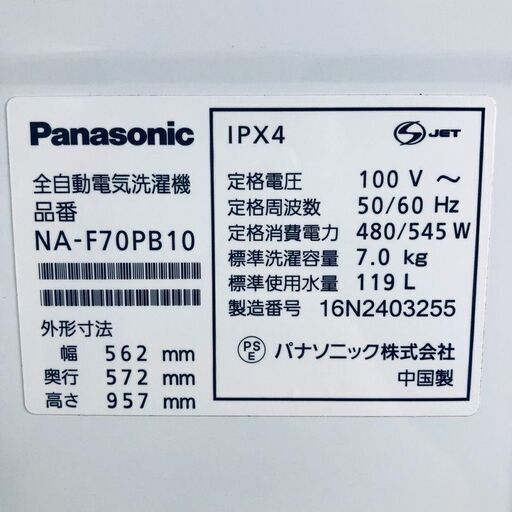 Panasonic
全自動電気洗濯機
品番
NA-F70PB10
外形寸法
幅 562 mm
奥行 572 mm
高さ 957 mm
IPX4
S JET
定格電圧 100 V ～
定格周波数 50/60 Hz
定格消費電力 480/545 W
標準洗濯容量 7.0 kg
標準使用水量 119 L
製造番号 16N2403255
PS E パナソニック株式会社
中国製